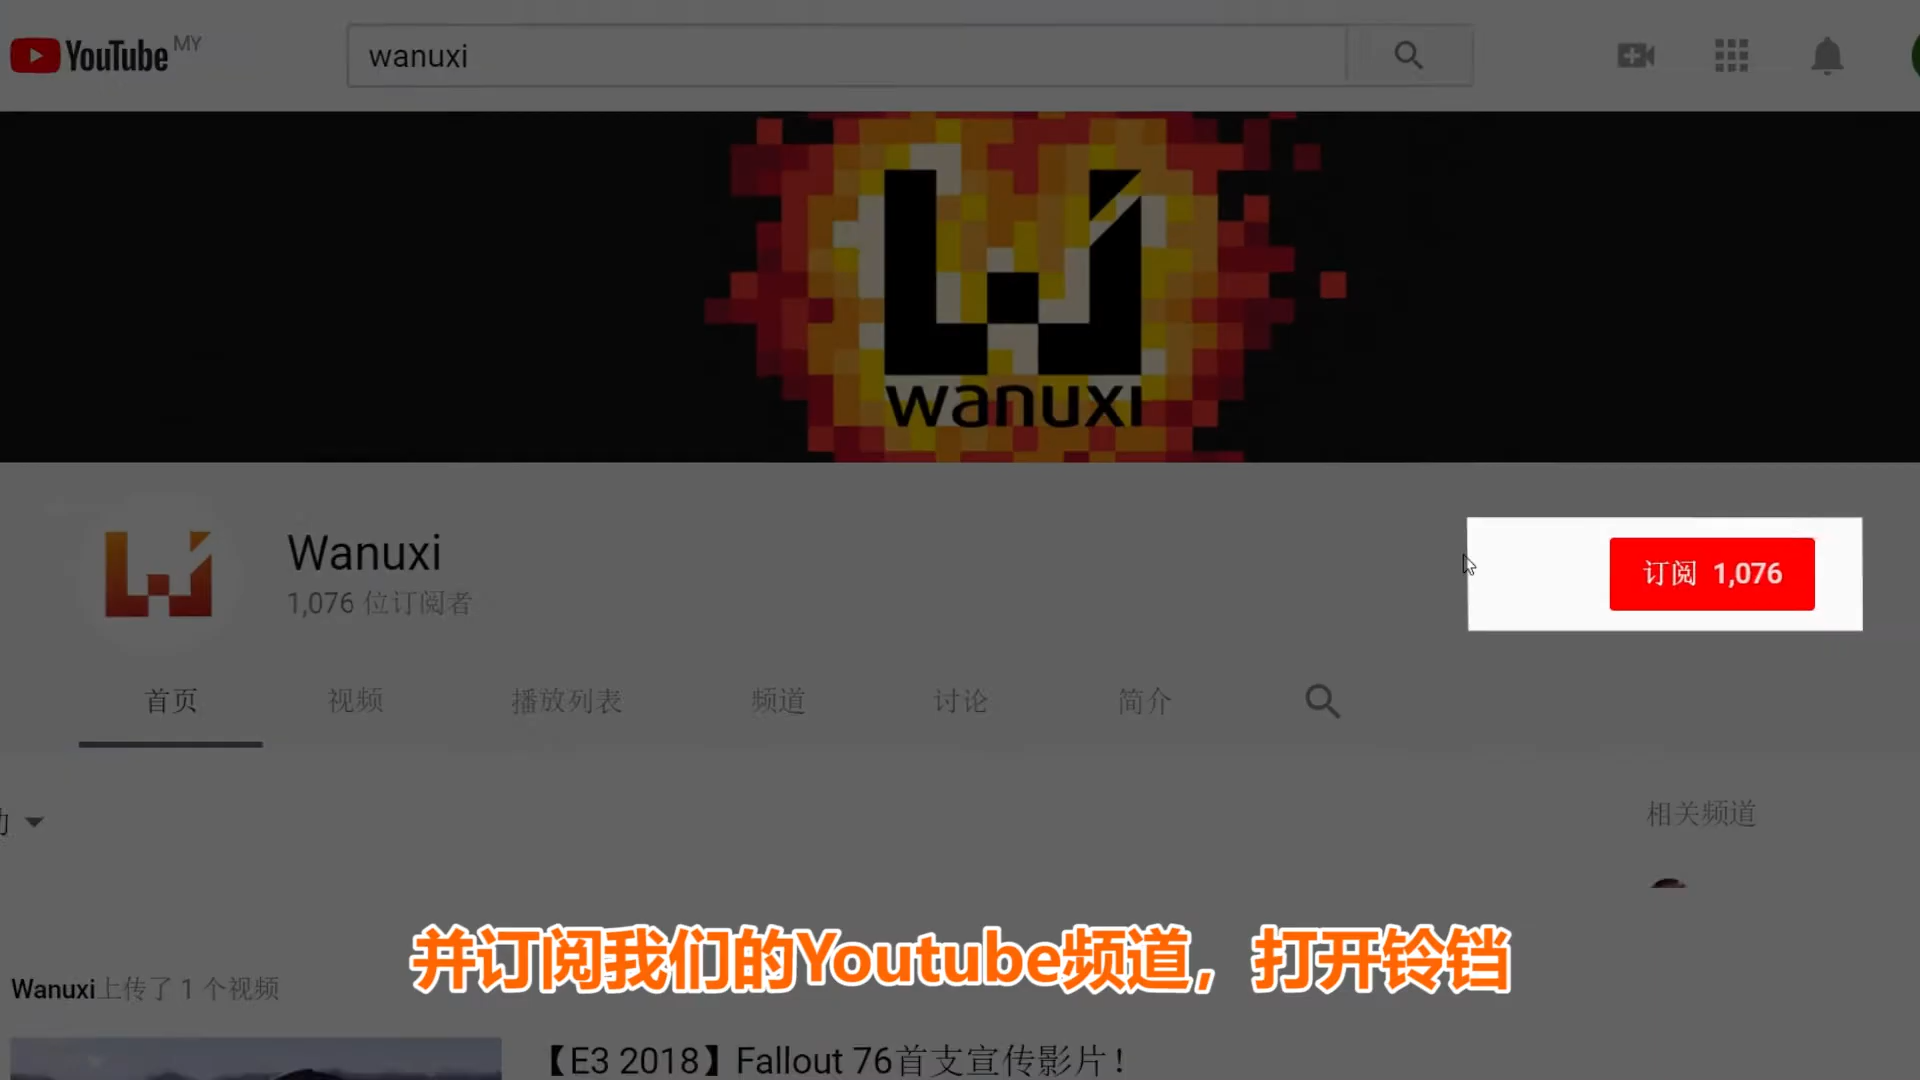 YouTube MY
wanuxi
wanuxi
Wanuxi
1,076 位订阅者
订阅 1,076
首页 视频 播放列表 频道 讨论 简介
相关频道
并订阅我们的Youtube频道，打开铃铛
Wanuxi上传了 1 个视频
【E3 2018】Fallout 76首支宣传影片！